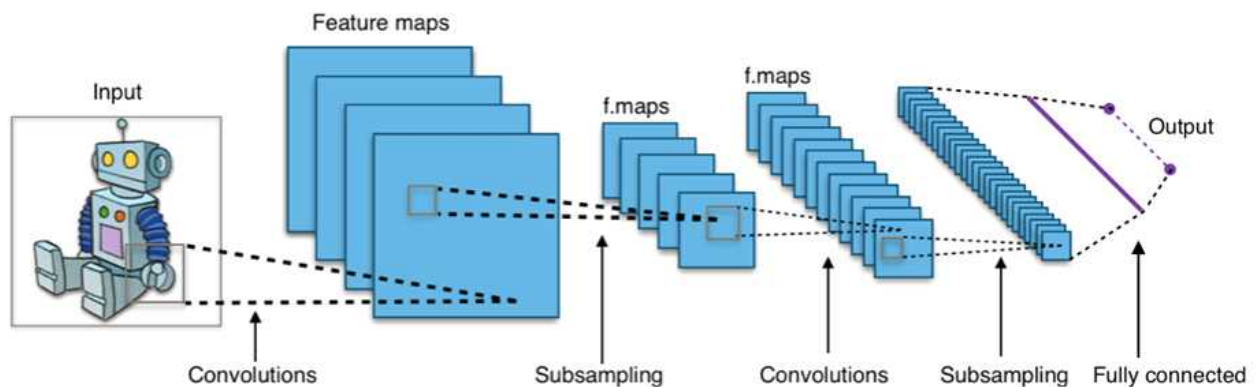 Feature maps
Input
f.maps
f.maps
Output
Convolutions
Subsampling
Convolutions
Subsampling
Fully connected